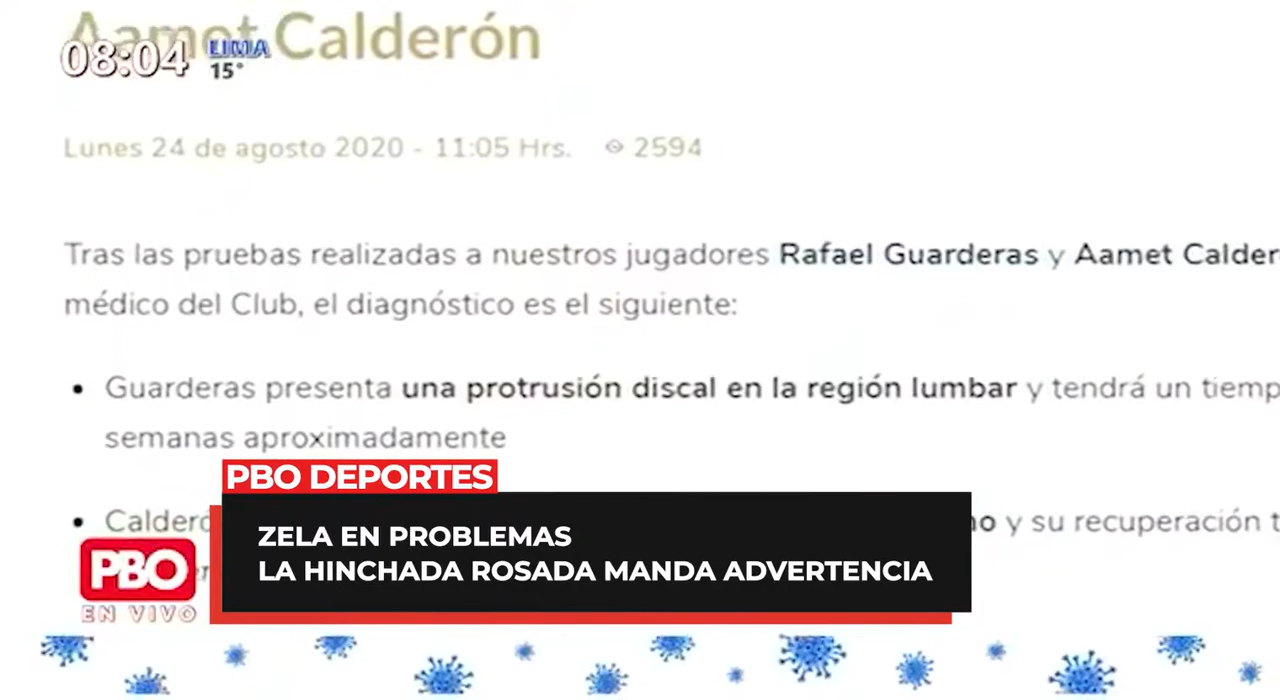 Aamet Calderón
08:04 LIMA
15°
Lunes 24 de agosto 2020 - 11:05 Hrs. 2594
Tras las pruebas realizadas a nuestros jugadores Rafael Guarderas y Aamet Calder
médico del Club, el diagnóstico es el siguiente:
Guarderas presenta una protrusión discal en la región lumbar y tendrá un tiemp
semanas aproximadamente
PBO DEPORTES
Calder y su recuperación t
ZELA EN PROBLEMAS
LA HINCHADA ROSADA MANDA ADVERTENCIA
PBO
EN VIVO